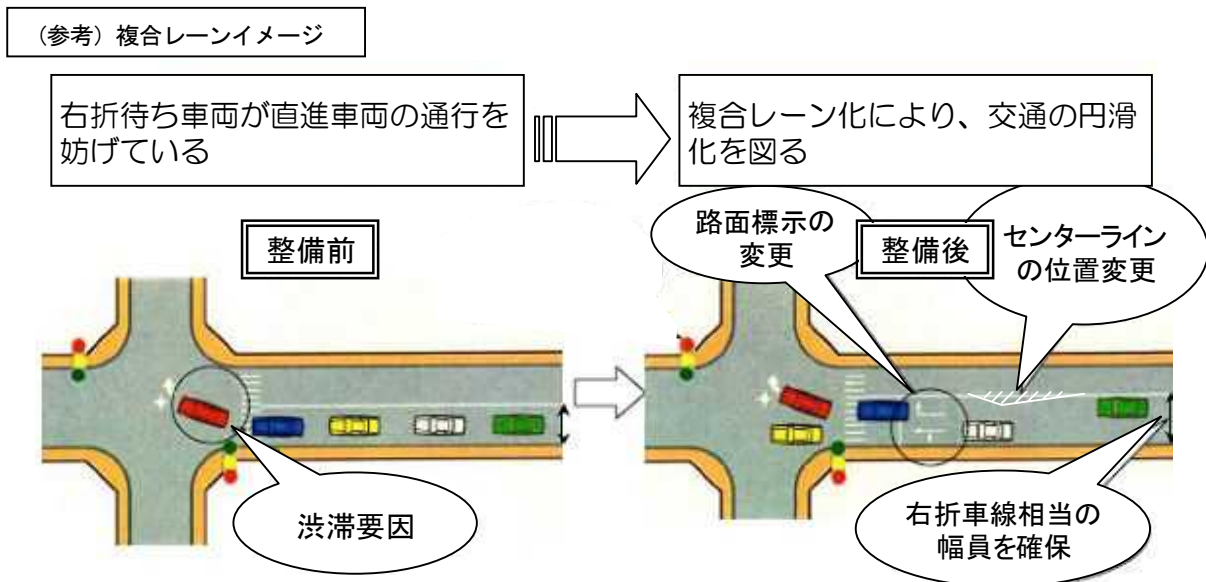 （参考）複合レーンイメージ
右折待ち車両が直進車両の通行を
妨げている
複合レーン化により、交通の円滑
化を図る
整備前
路面標示の
変更
整備後
センターライン
の位置変更
渋滞要因
右折車線相当の
幅員を確保